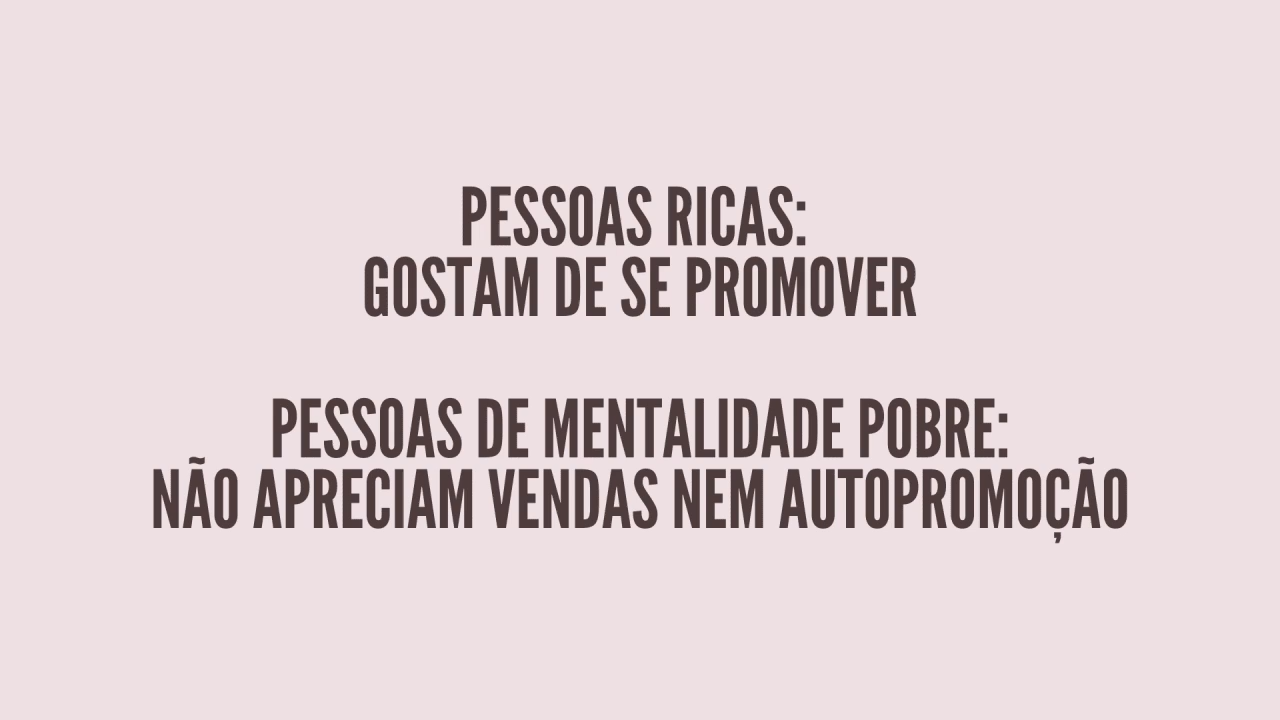 PESSOAS RICAS:
GOSTAM DE SE PROMOVER
PESSOAS DE MENTALIDADE POBRE:
NÃO APRECIAM VENDAS NEM AUTOPROMOÇÃO